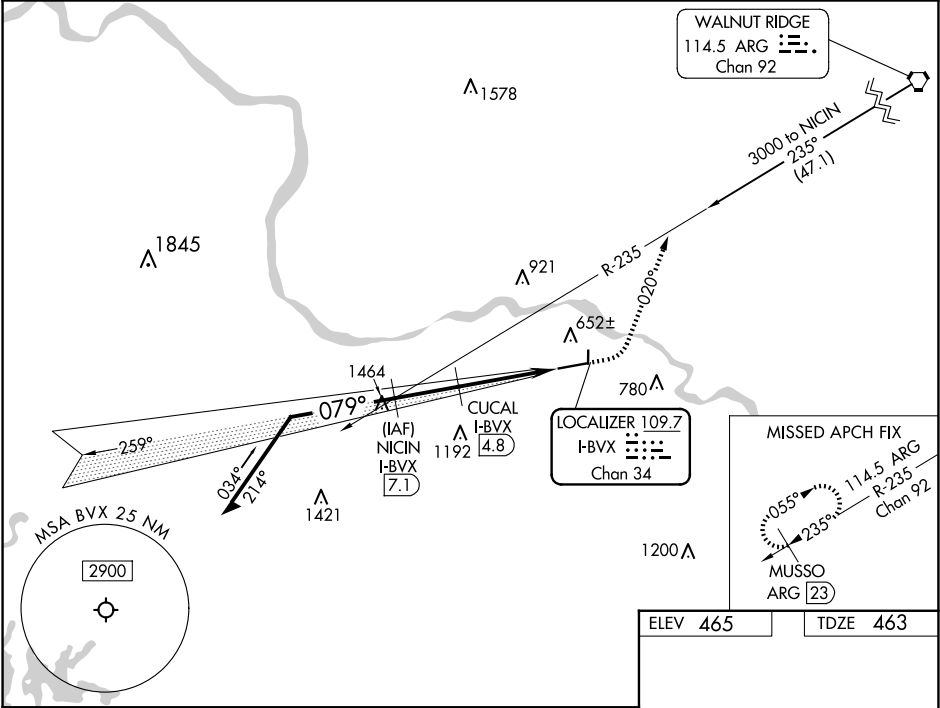 WALNUT RIDGE
114.5 ARG
Chan 92
1578
3000 to NICIN
235°
(47.1)
1845
921
R-235
020°
652±
1464
079°
780
259°
(IAF)
NICIN
I-BVX
7.1
CUCAL
I-BVX
4.8
1192
LOCALIZER 109.7
I-BVX
Chan 34
034°
214°
1421
MSA BVX 25 NM
2900
1200
MISSED APCH FIX
114.5 ARG
R-235
Chan 92
055°
235°
MUSSO
ARG 23
ELEV 465
TDZE 463